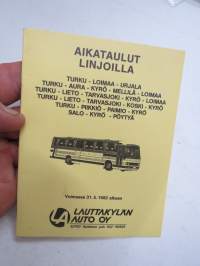 AIKATAULUT
LINJOILLA
TURKU - LOIMAA - URJALA
TURKU - AURA - KYRÖ - MELLILÄ - LOIMAA
TURKU - LIETO - TARVASJOKI - KYRÖ - LOIMAA
TURKU - LIETO - TARVASJOKI - KOSKI - KYRÖ
TURKU - PIIKKIÖ - PAIMIO - KYRÖ
SALO - KYRÖ - PÖYTYÄ
Voimassa 31. 5. 1982 alkaen
LAUTTAKYLÄN
AUTO OY